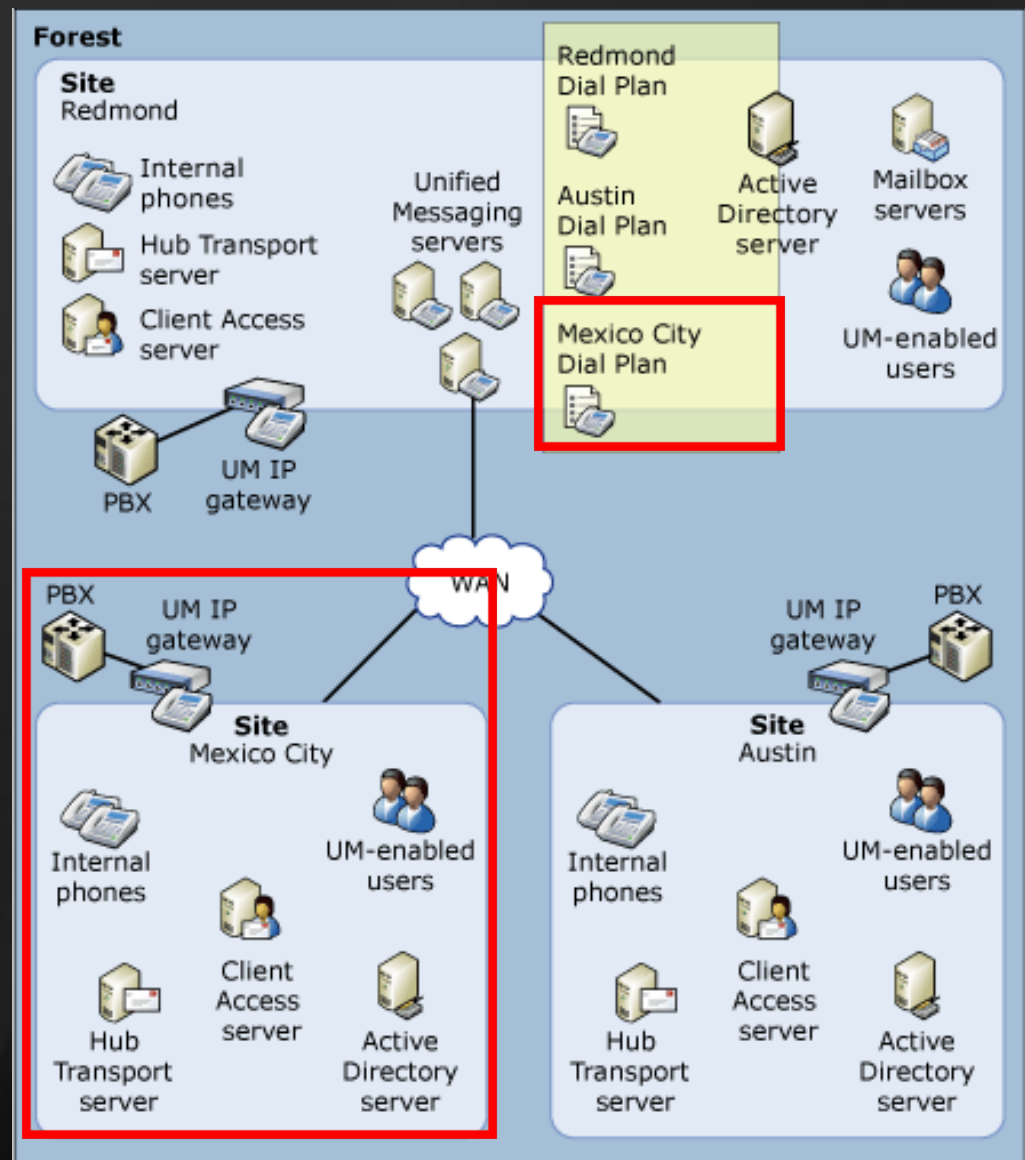 Forest
Site
Redmond
Internal
phones
Hub Transport
server
Client Access
server
Unified
Messaging
servers
Redmond
Dial Plan
Austin
Dial Plan
Mexico City
Dial Plan
Active
Directory
server
Mailbox
servers
UM-enabled
users
PBX
UM IP
gateway
WAN
PBX
UM IP
gateway
Site
Mexico City
Internal
phones
UM-enabled
users
Client
Access
server
Hub
Transport
server
Active
Directory
server
UM IP
gateway
PBX
Site
Austin
Internal
phones
UM-enabled
users
Client
Access
server
Hub
Transport
server
Active
Directory
server